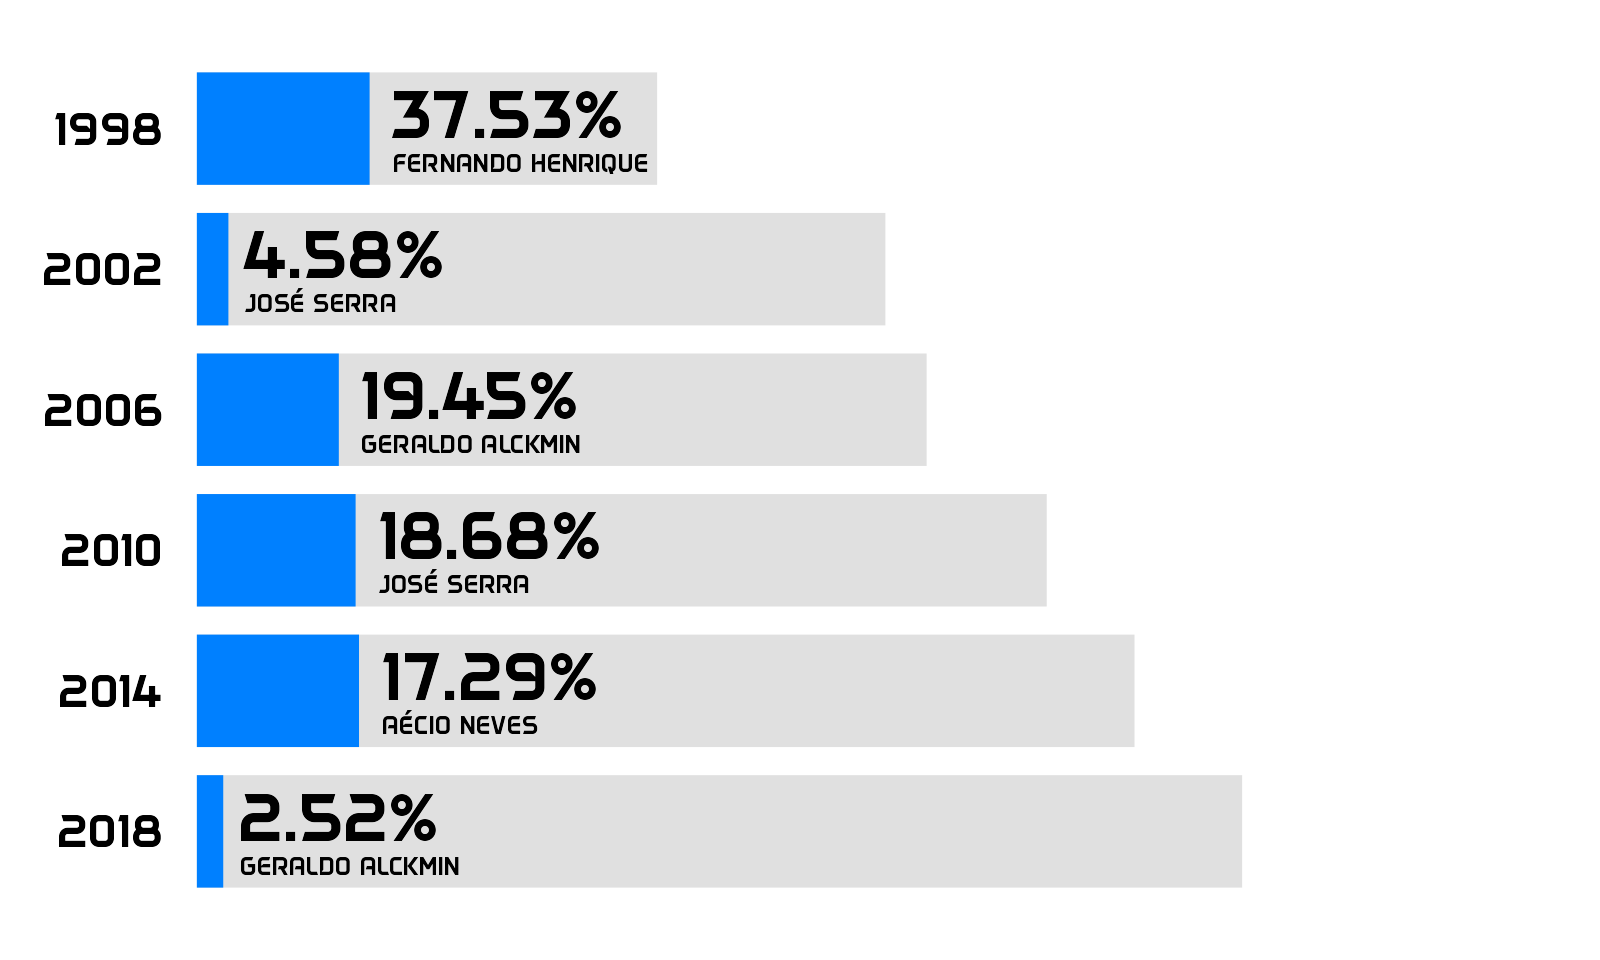 1998
37.53%
FERNANDO HENRIQUE
2002
4.58%
JOSÉ SERRA
2006
19.45%
GERALDO ALCKMIN
2010
18.68%
JOSÉ SERRA
2014
17.29%
AÉCIO NEVES
2018
2.52%
GERALDO ALCKMIN